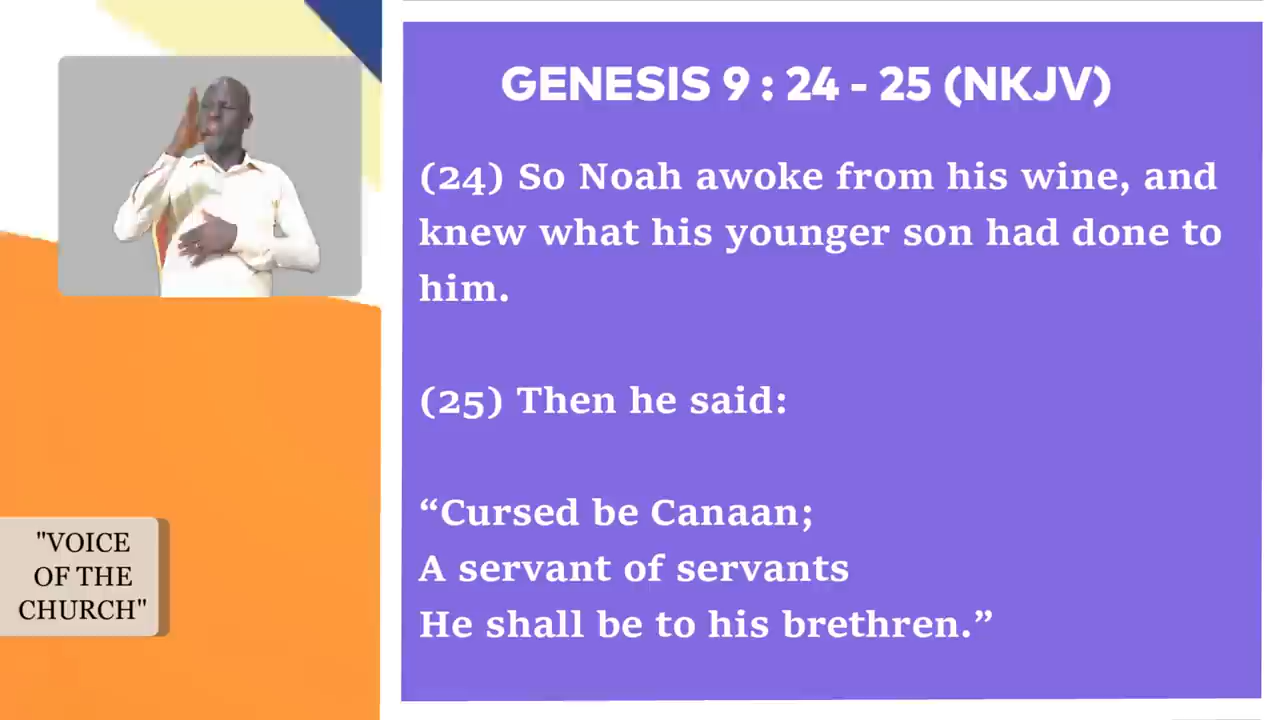 GENESIS 9 : 24 - 25 (NKJV)
(24) So Noah awoke from his wine, and
knew what his younger son had done to
him.
(25) Then he said:
“Cursed be Canaan;
A servant of servants
He shall be to his brethren.”
"VOICE
OF THE
CHURCH"